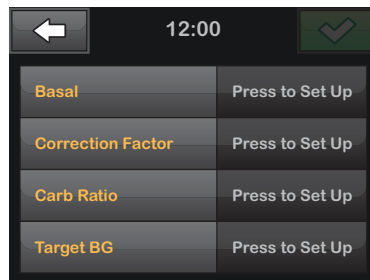 12:00
Basal Press to Set Up
Correction Factor Press to Set Up
Carb Ratio Press to Set Up
Target BG Press to Set Up